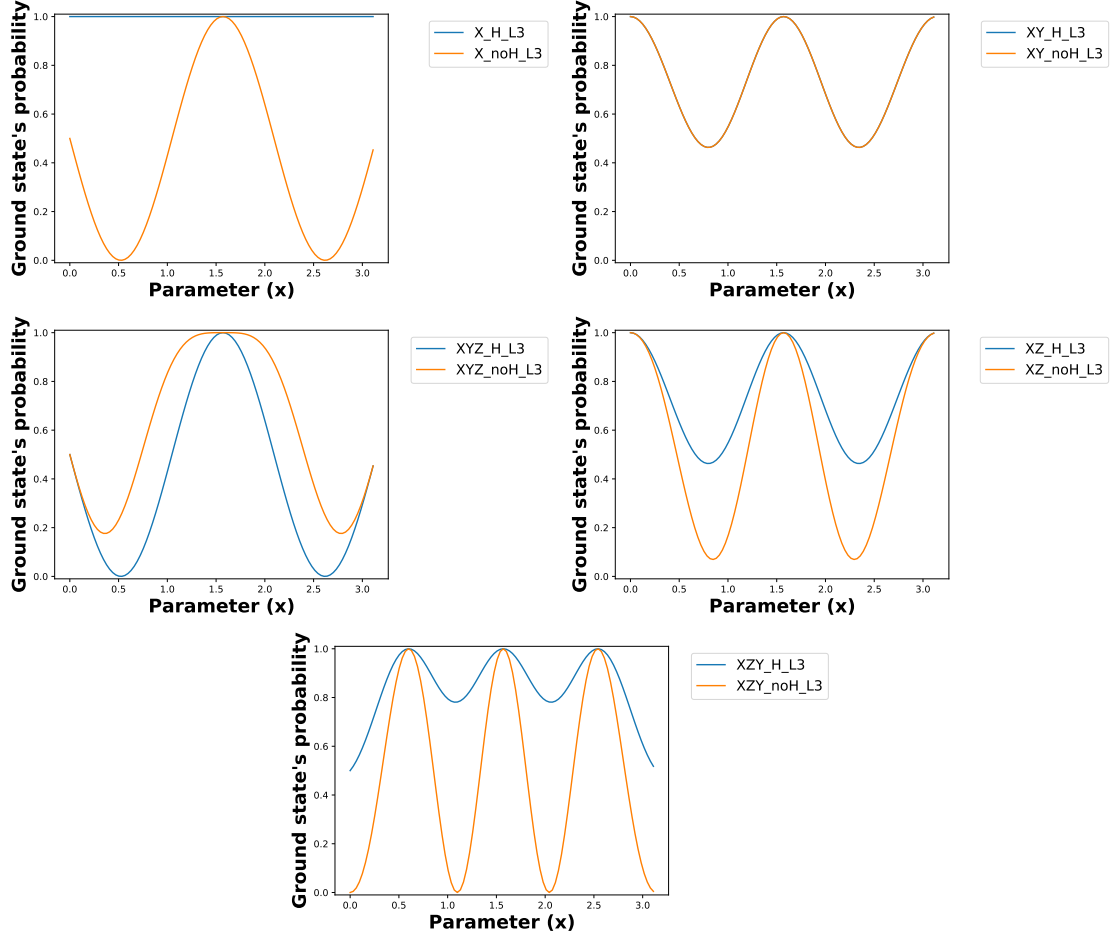 Ground state's probability
1.0
0.8
0.6
0.4
0.2
0.0
0.0 0.5 1.0 1.5 2.0 2.5 3.0
Parameter (x)
X_H_L3
X_noH_L3
Ground state's probability
1.0
0.8
0.6
0.4
0.2
0.0
0.0 0.5 1.0 1.5 2.0 2.5 3.0
Parameter (x)
XY_H_L3
XY_noH_L3
Ground state's probability
1.0
0.8
0.6
0.4
0.2
0.0
0.0 0.5 1.0 1.5 2.0 2.5 3.0
Parameter (x)
XYZ_H_L3
XYZ_noH_L3
Ground state's probability
1.0
0.8
0.6
0.4
0.2
0.0
0.0 0.5 1.0 1.5 2.0 2.5 3.0
Parameter (x)
XZ_H_L3
XZ_noH_L3
Ground state's probability
1.0
0.8
0.6
0.4
0.2
0.0
0.0 0.5 1.0 1.5 2.0 2.5 3.0
Parameter (x)
XZY_H_L3
XZY_noH_L3